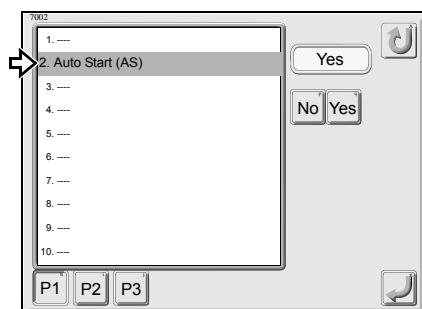 7002
1. ----
2. Auto Start (AS)
3. ----
4. ----
5. ----
6. ----
7. ----
8. ----
9. ----
10. ----
Yes
No Yes
P1 P2 P3